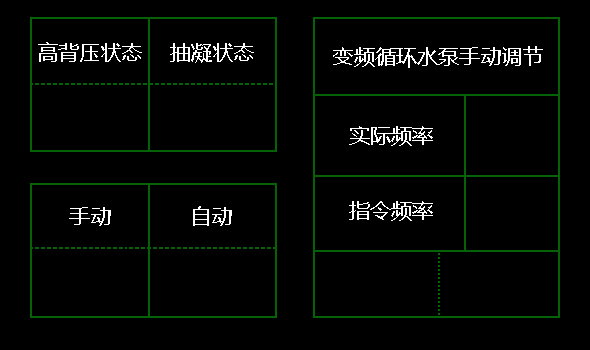 高背压状态
抽凝状态
手动
自动
变频循环水泵手动调节
实际频率
指令频率